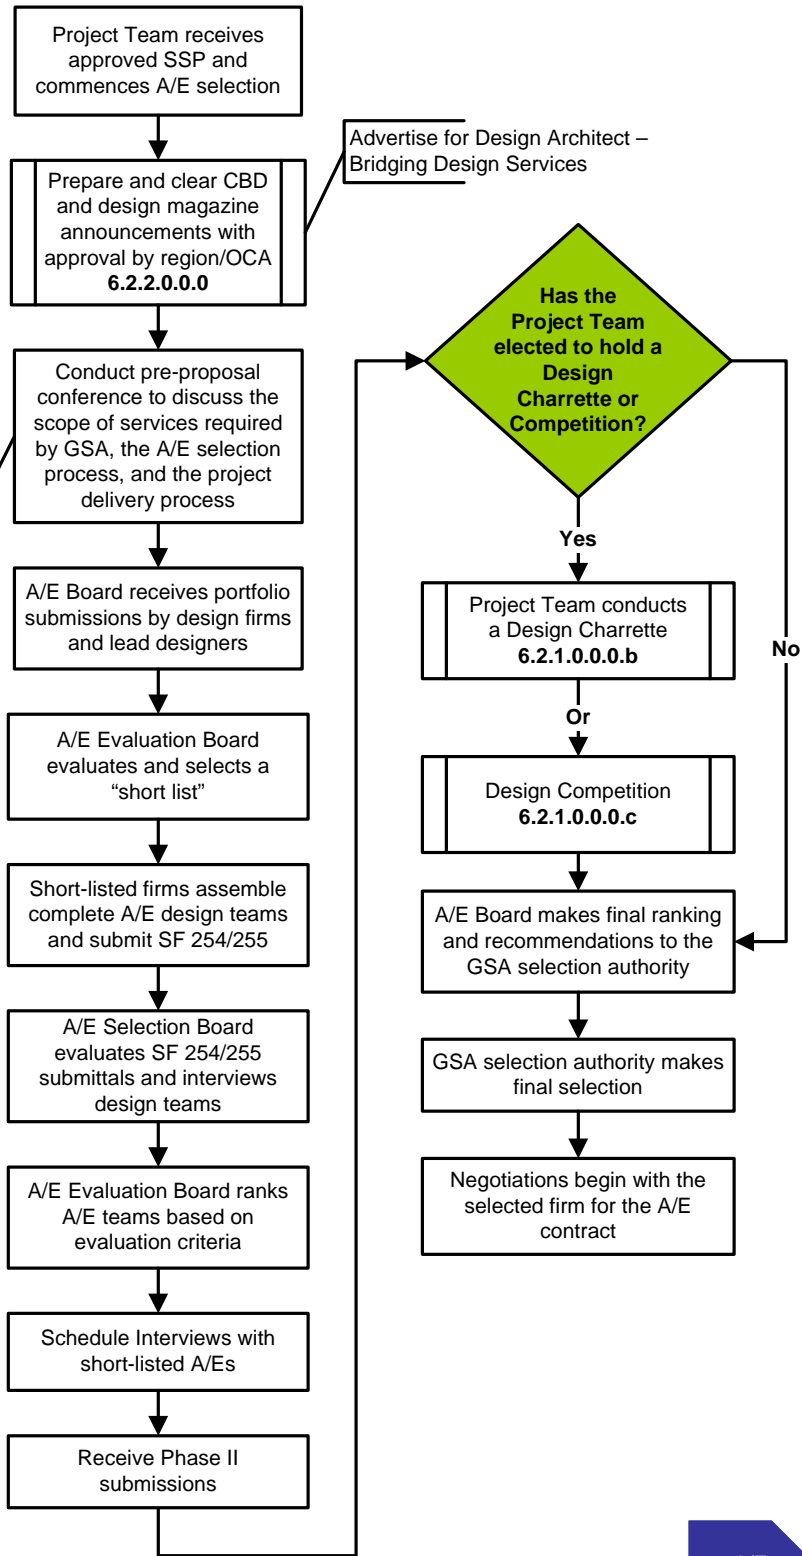 Project Team receives
approved SSP and
commences A/E selection
Advertise for Design Architect –
Bridging Design Services
Prepare and clear CBD
and design magazine
announcements with
approval by region/OCA
6.2.2.0.0.0
Conduct pre-proposal
conference to discuss the
scope of services required
by GSA, the A/E selection
process, and the project
delivery process
A/E Board receives portfolio
submissions by design firms
and lead designers
A/E Evaluation Board
evaluates and selects a
“short list”
Short-listed firms assemble
complete A/E design teams
and submit SF 254/255
A/E Selection Board
evaluates SF 254/255
submittals and interviews
design teams
A/E Evaluation Board ranks
A/E teams based on
evaluation criteria
Schedule Interviews with
short-listed A/Es
Receive Phase II
submissions
Has the
Project Team
elected to hold a
Design
Charrette or
Competition?
Yes
No
Project Team conducts
a Design Charrette
6.2.1.0.0.0.b
Or
Design Competition
6.2.1.0.0.0.c
A/E Board makes final ranking
and recommendations to the
GSA selection authority
GSA selection authority makes
final selection
Negotiations begin with the
selected firm for the A/E
contract